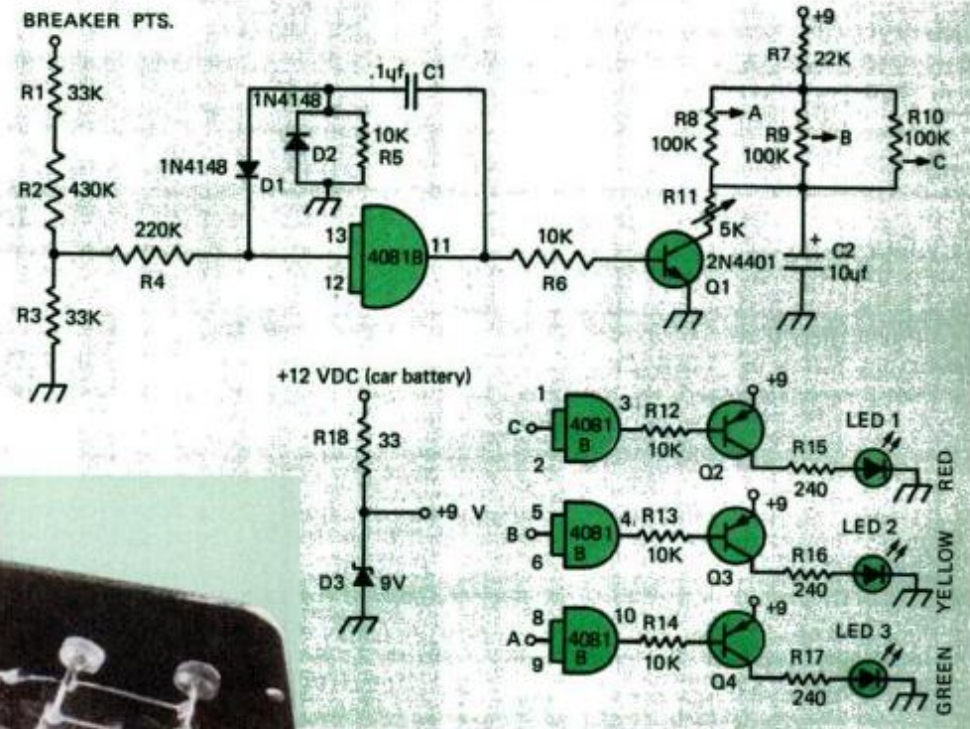 BREAKER PTS.
R1 33K
R2 430K
R3 33K
220K
R4
1N4148
D1
1N4148
D2
10K
R5
.1µf C1
13
12
4081B
11
10K
R6
+9
R7 22K
R8
100K
A
R9
100K
B
R10
100K
C
R11
5K
2N4401
Q1
+
C2
10µf
+12 VDC (car battery)
R18 33
+9 V
D3 9V
C
1
2
4081
B
3
R12
10K
Q2
+9
R15
240
LED 1
RED
B
5
6
4081
B
4
R13
10K
Q3
+9
R16
240
LED 2
YELLOW
A
8
9
4081
B
10
R14
10K
Q4
+9
R17
240
LED 3
GREEN